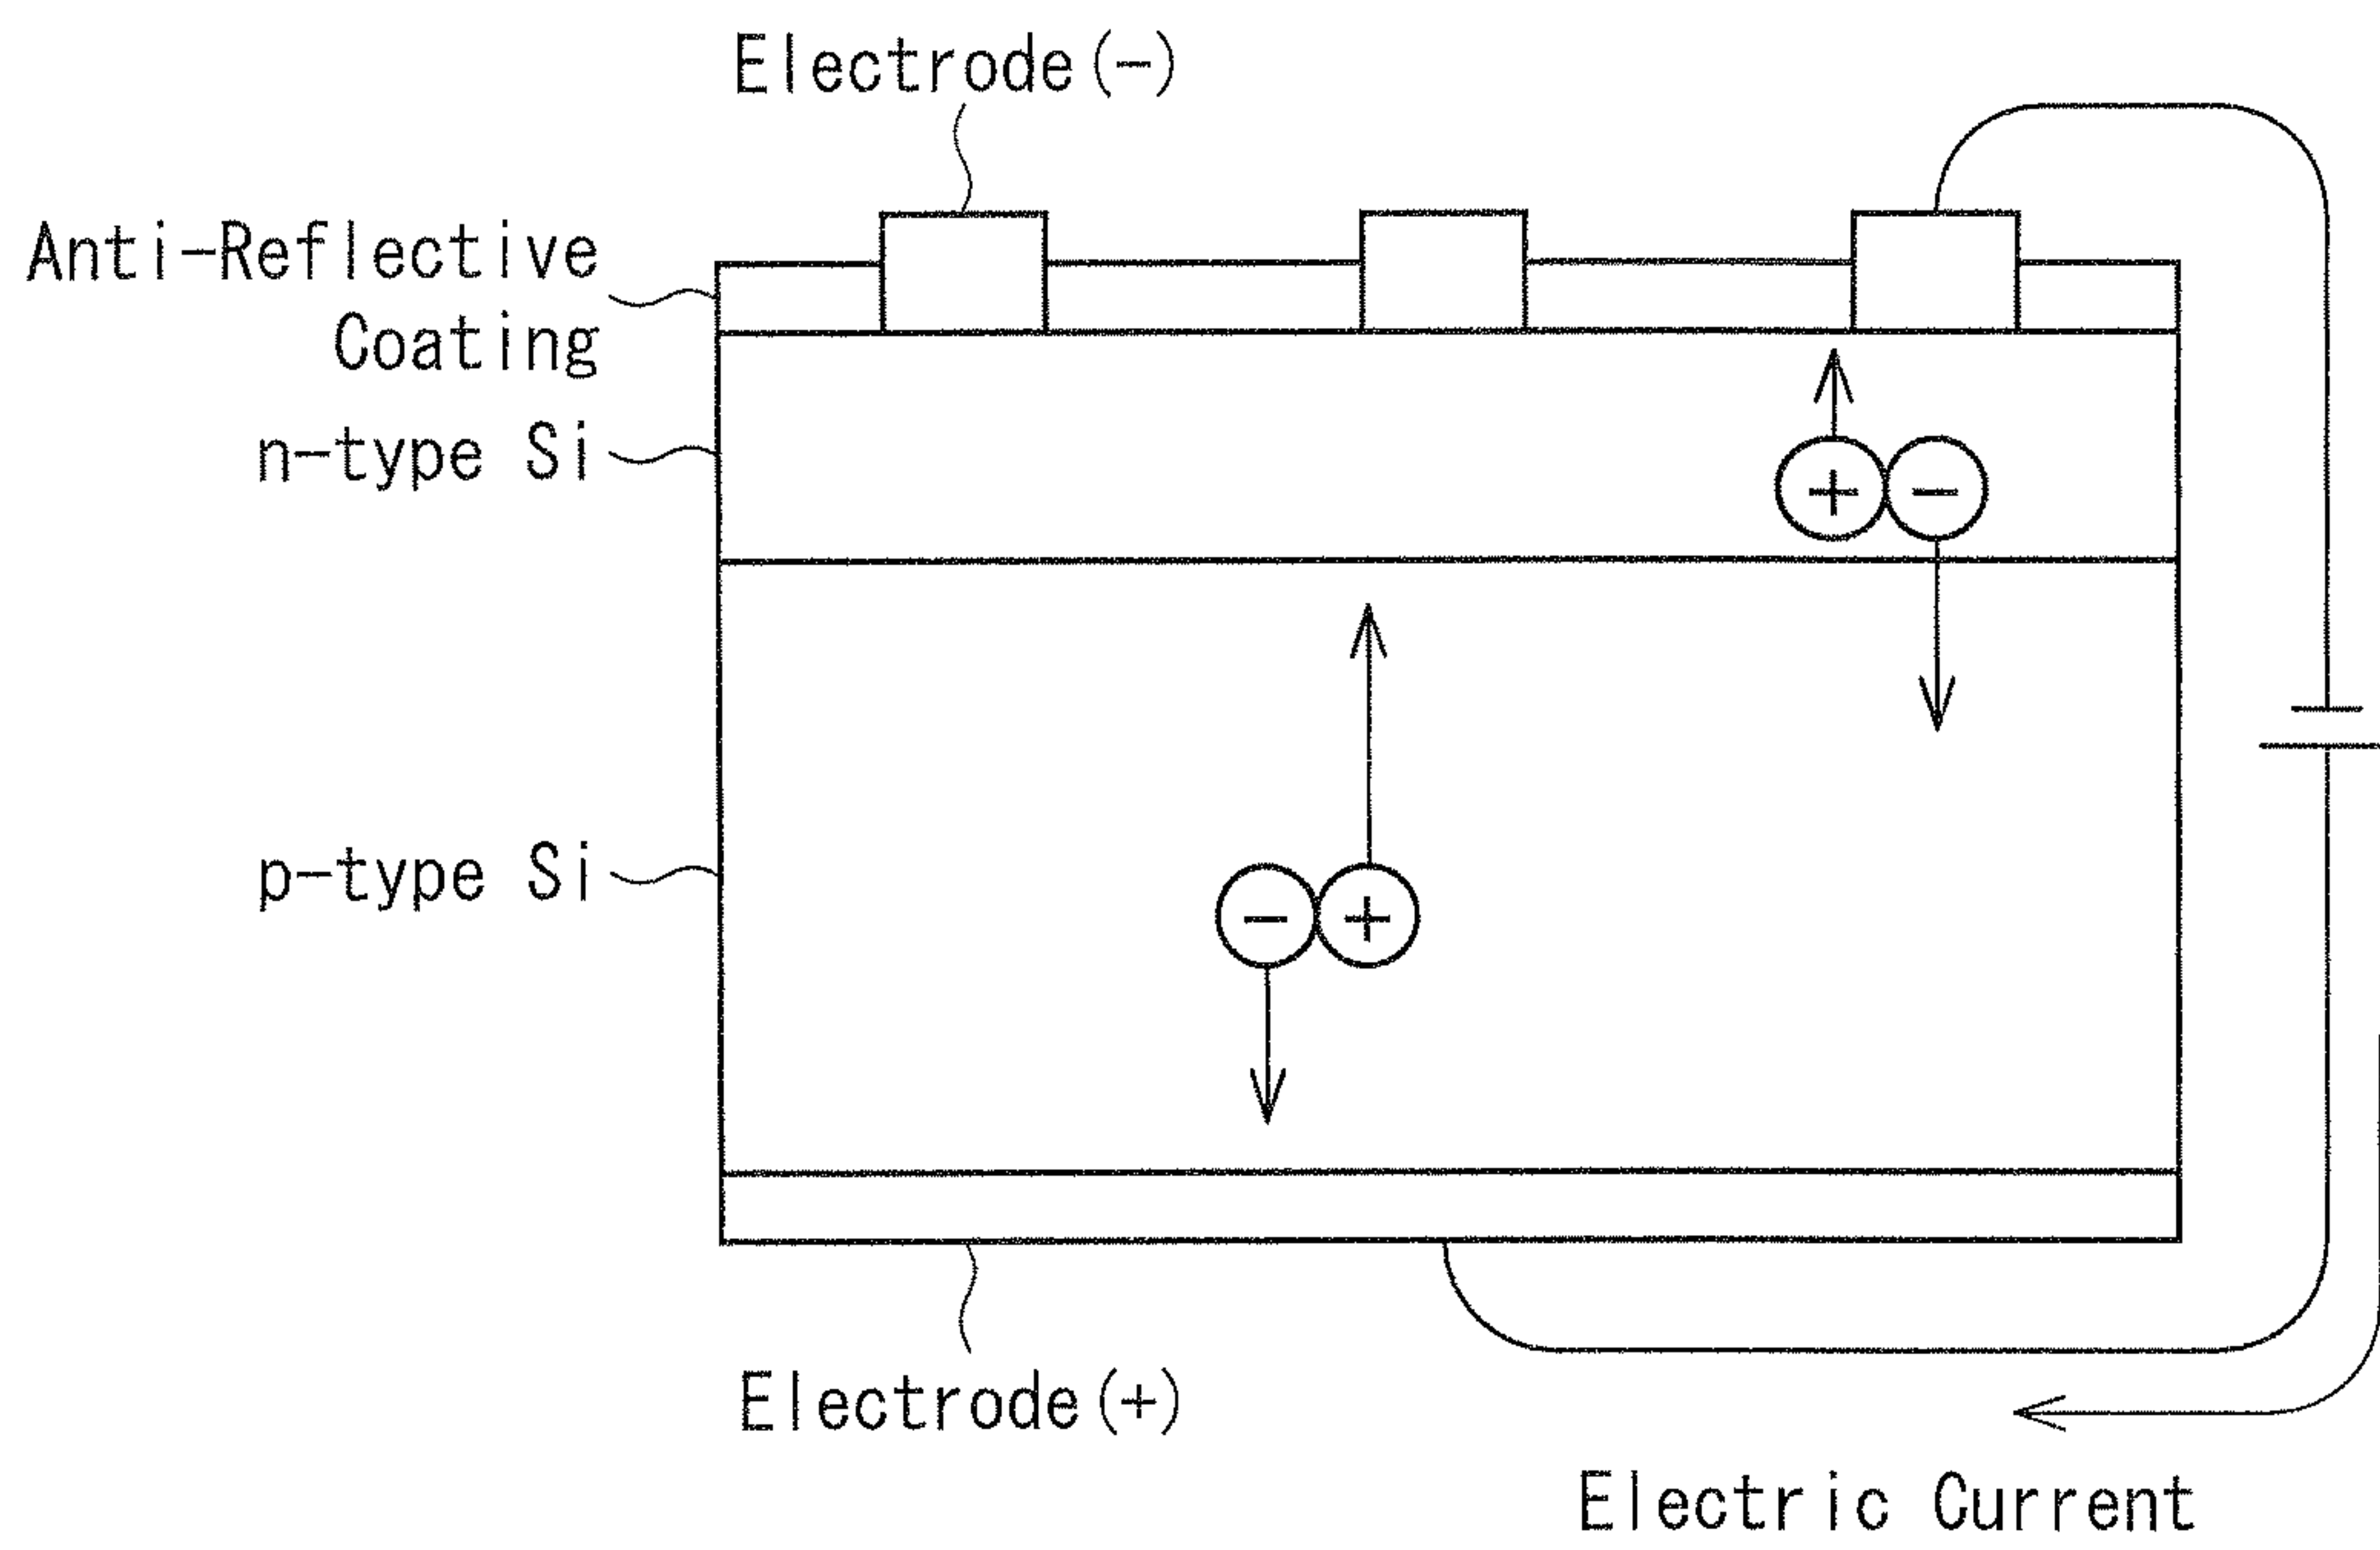 Electrode(-)
Anti-Reflective
Coating
n-type Si
+ -
p-type Si
- +
Electrode(+)
Electric Current